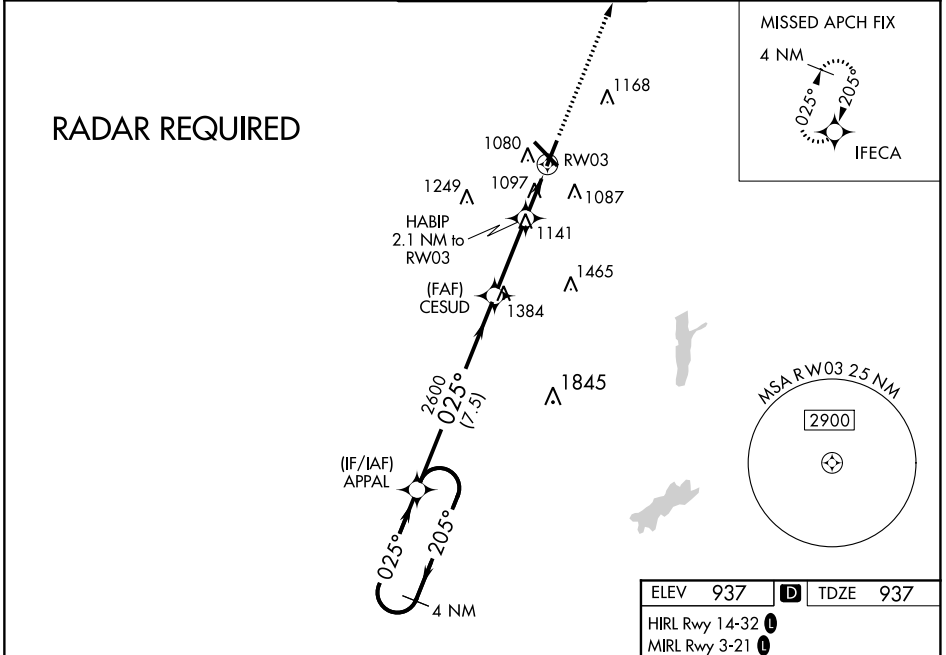 MISSED APCH FIX
4 NM
025°
205°
IFECA
RADAR REQUIRED
1168
1080
RW03
1249
1097
1087
HABIP
2.1 NM to
RW03
1141
1465
(FAF)
CESUD
1384
2600
025°
(7.5)
1845
MSA RW03 25 NM
2900
(IF/IAF)
APPAL
025°
205°
4 NM
ELEV 937 D TDZE 937
HIRL Rwy 14-32 L
MIRL Rwy 3-21 L